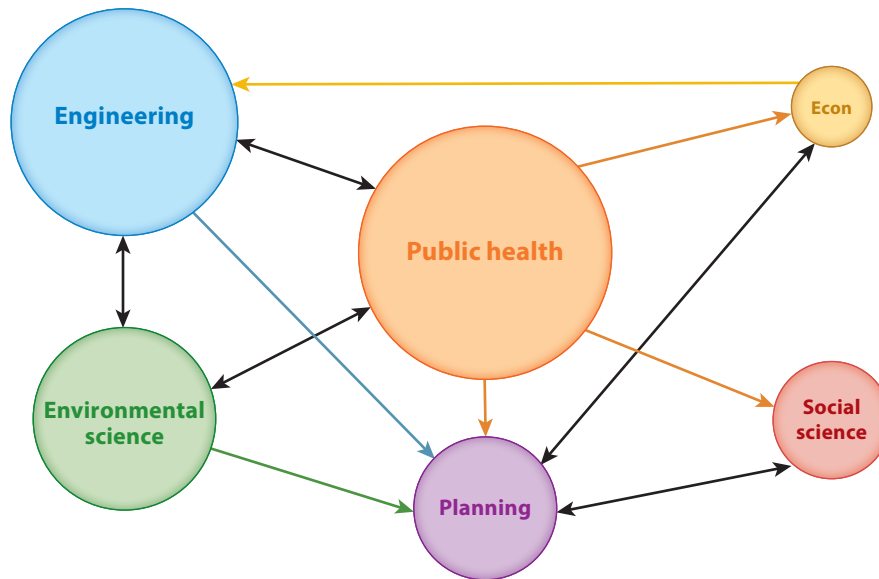 Engineering
Econ
Public health
Environmental
science
Social
science
Planning